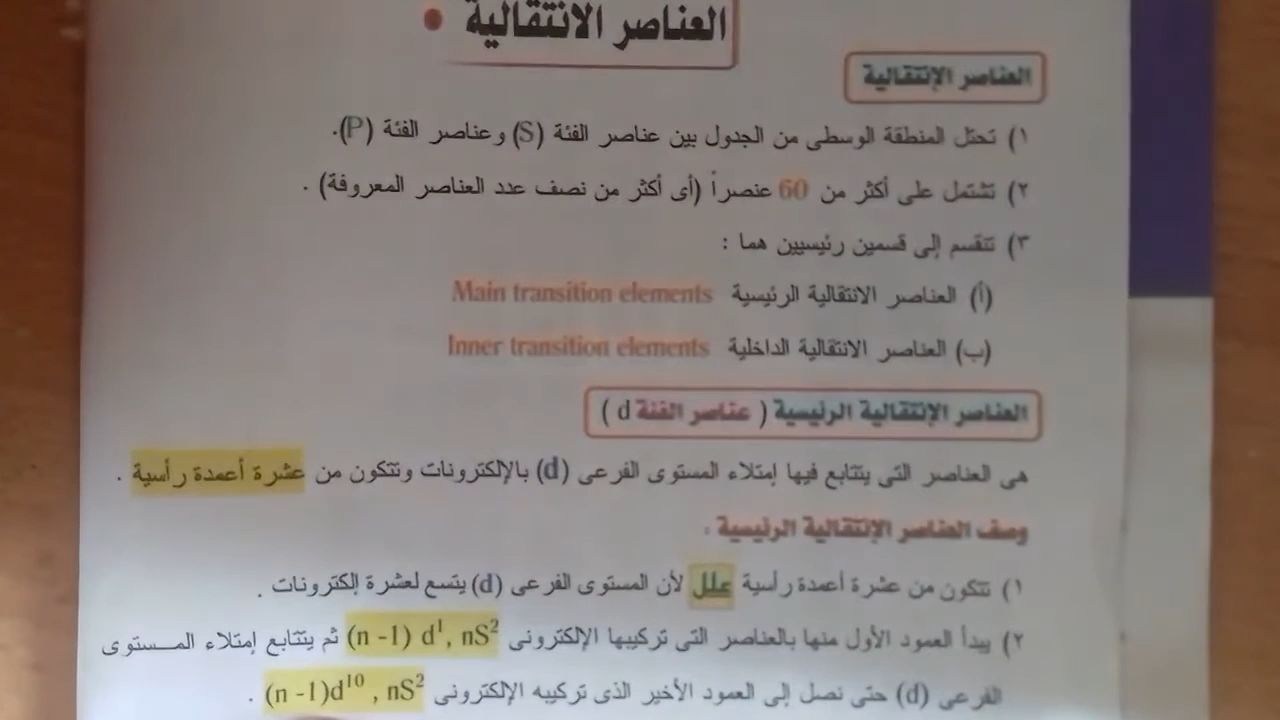 العناصر الانتقالية •
العناصر الإنتقالية
١) تحتل المنطقة الوسطى من الجدول بين عناصر الفئة (S) وعناصر الفئة (P).
٢) تشتمل على أكثر من 60 عنصراً (أى أكثر من نصف عدد العناصر المعروفة) .
٣) تنقسم إلى قسمين رئيسيين هما :
(أ) العناصر الانتقالية الرئيسية Main transition elements
(ب) العناصر الانتقالية الداخلية Inner transition elements
العناصر الإنتقالية الرئيسية ( عناصر الفئة d )
هى العناصر التى يتتابع فيها إمتلاء المستوى الفرعى (d) بالإلكترونات وتتكون من عشرة أعمدة رأسية .
وصف العناصر الإنتقالية الرئيسية :
١) تتكون من عشرة أعمدة رأسية علل لأن المستوى الفرعى (d) يتسع لعشرة إلكترونات .
٢) يبدأ العمود الأول منها بالعناصر التى تركيبها الإلكترونى (n -1) d¹, nS² ثم يتتابع إمتلاء المستوى
الفرعى (d) حتى نصل إلى العمود الأخير الذى تركيبه الإلكترونى (n -1)d¹⁰ , nS² .